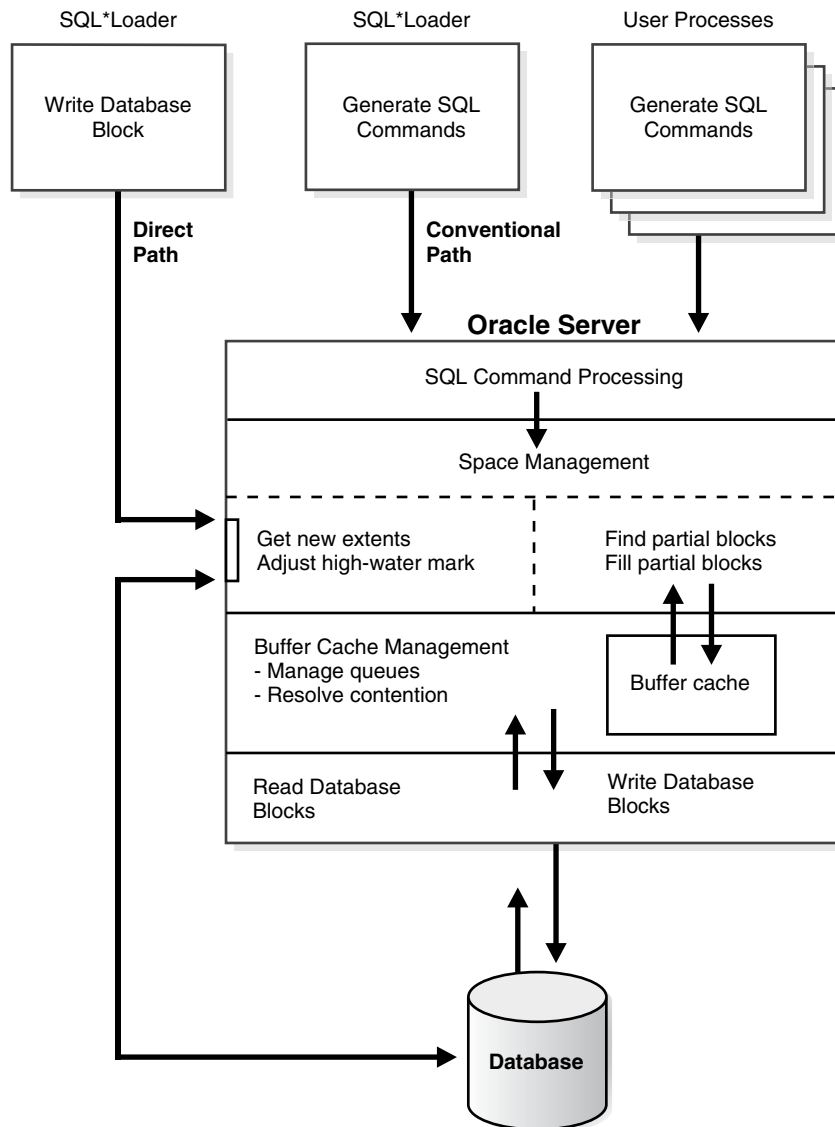 SQL*Loader
SQL*Loader
User Processes
Write Database
Block
Generate SQL
Commands
Generate SQL
Commands
Direct
Path
Conventional
Path
Oracle Server
SQL Command Processing
Space Management
Get new extents
Adjust high-water mark
Find partial blocks
Fill partial blocks
Buffer Cache Management
- Manage queues
- Resolve contention
Buffer cache
Read Database
Blocks
Write Database
Blocks
Database